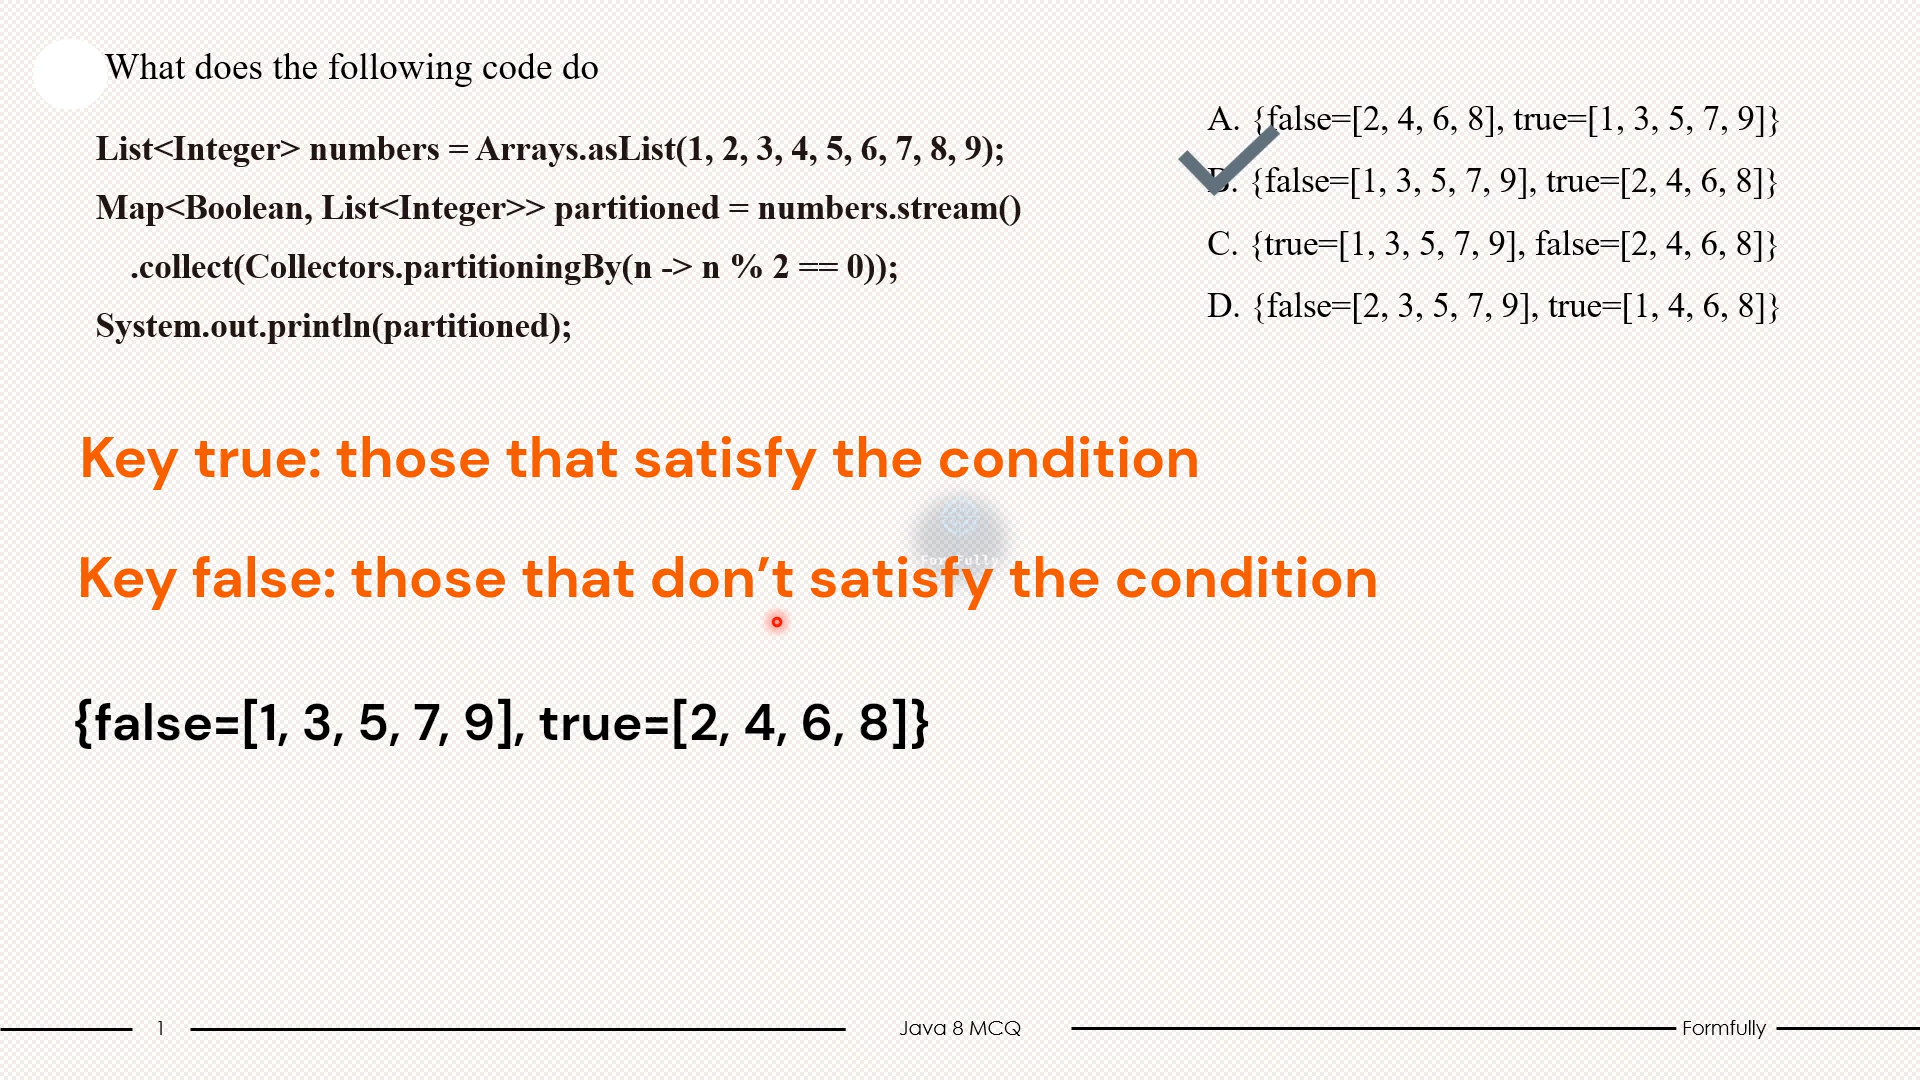 What does the following code do
List<Integer> numbers = Arrays.asList(1, 2, 3, 4, 5, 6, 7, 8, 9);
Map<Boolean, List<Integer>> partitioned = numbers.stream()
.collect(Collectors.partitioningBy(n -> n % 2 == 0));
System.out.println(partitioned);
A. {false=[2, 4, 6, 8], true=[1, 3, 5, 7, 9]}
B. {false=[1, 3, 5, 7, 9], true=[2, 4, 6, 8]}
C. {true=[1, 3, 5, 7, 9], false=[2, 4, 6, 8]}
D. {false=[2, 3, 5, 7, 9], true=[1, 4, 6, 8]}
Key true: those that satisfy the condition
FormFully
Key false: those that don’t satisfy the condition
{false=[1, 3, 5, 7, 9], true=[2, 4, 6, 8]}
1
Java 8 MCQ
Formfully